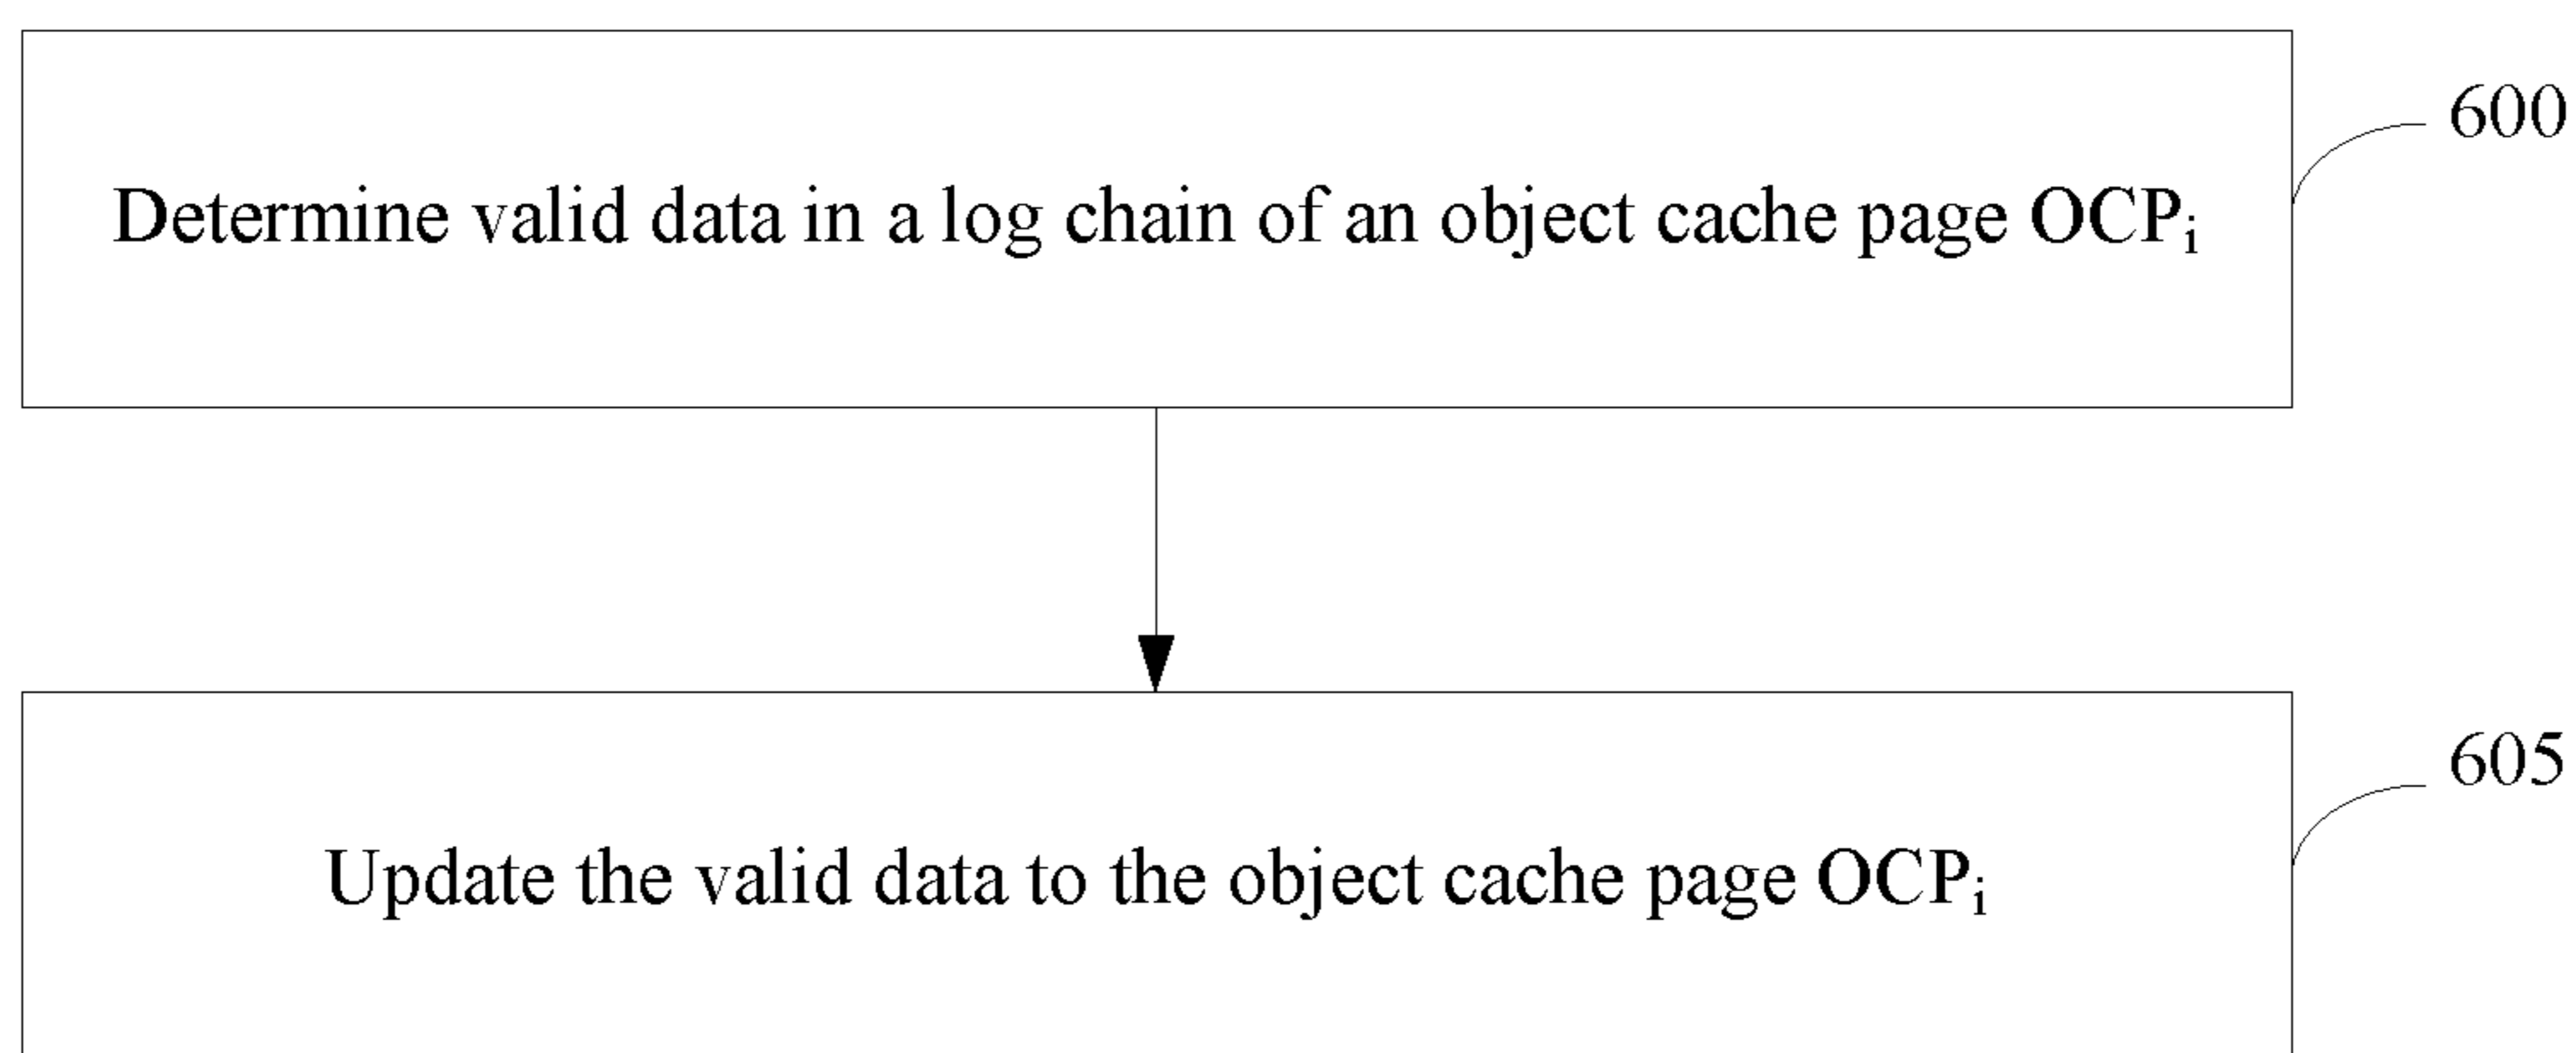 600
Determine valid data in a log chain of an object cache page OCPᵢ
605
Update the valid data to the object cache page OCPᵢ